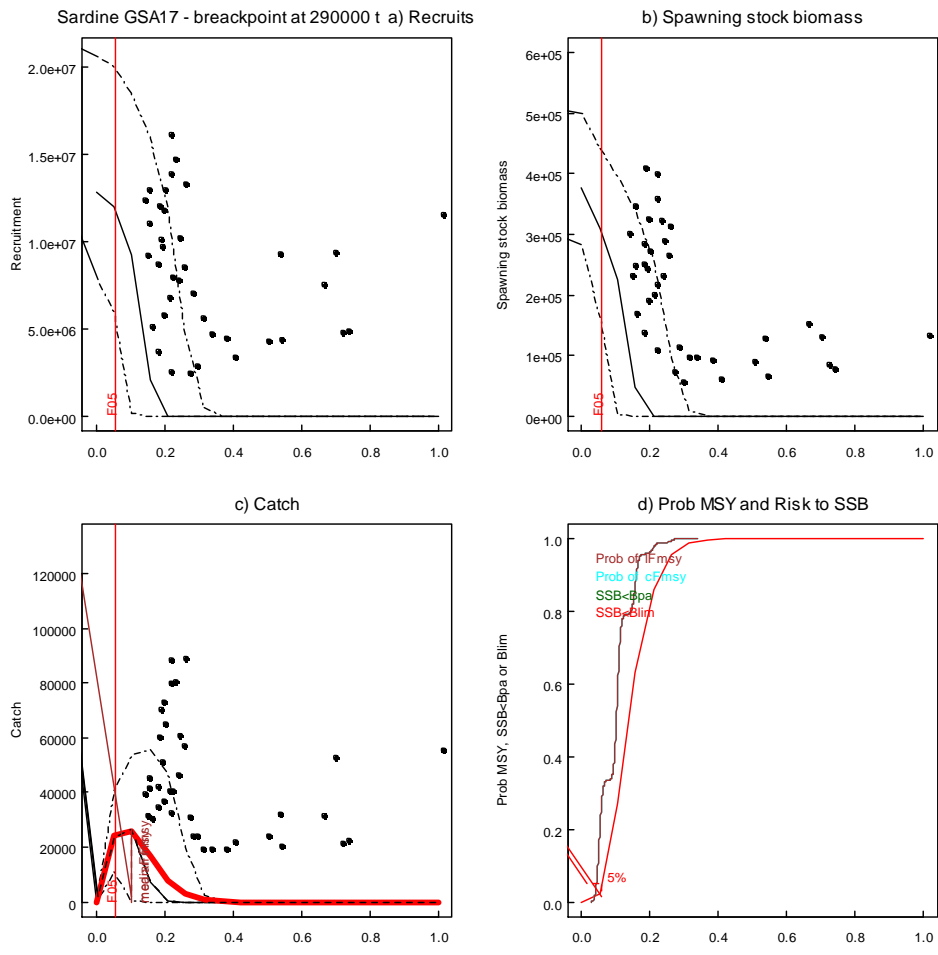 Sardine GSA17 - breackpoint at 290000 t a) Recruits
2.0e+07
1.5e+07
1.0e+07
5.0e+06
0.0e+00
Recruitment
F05
0.0 0.2 0.4 0.6 0.8 1.0
b) Spawning stock biomass
6e+05
5e+05
4e+05
3e+05
2e+05
1e+05
0e+00
Spawning stock biomass
F05
0.0 0.2 0.4 0.6 0.8 1.0
c) Catch
120000
100000
80000
60000
40000
20000
0
Catch
F05
0.0 0.2 0.4 0.6 0.8 1.0
d) Prob MSY and Risk to SSB
1.0
0.8
0.6
0.4
0.2
0.0
Prob MSY, SSB<Bpa or Blim
Prob of lFmsy
Prob of cFmsy
SSB<Bpa
SSB<Blim
5%
0.0 0.2 0.4 0.6 0.8 1.0